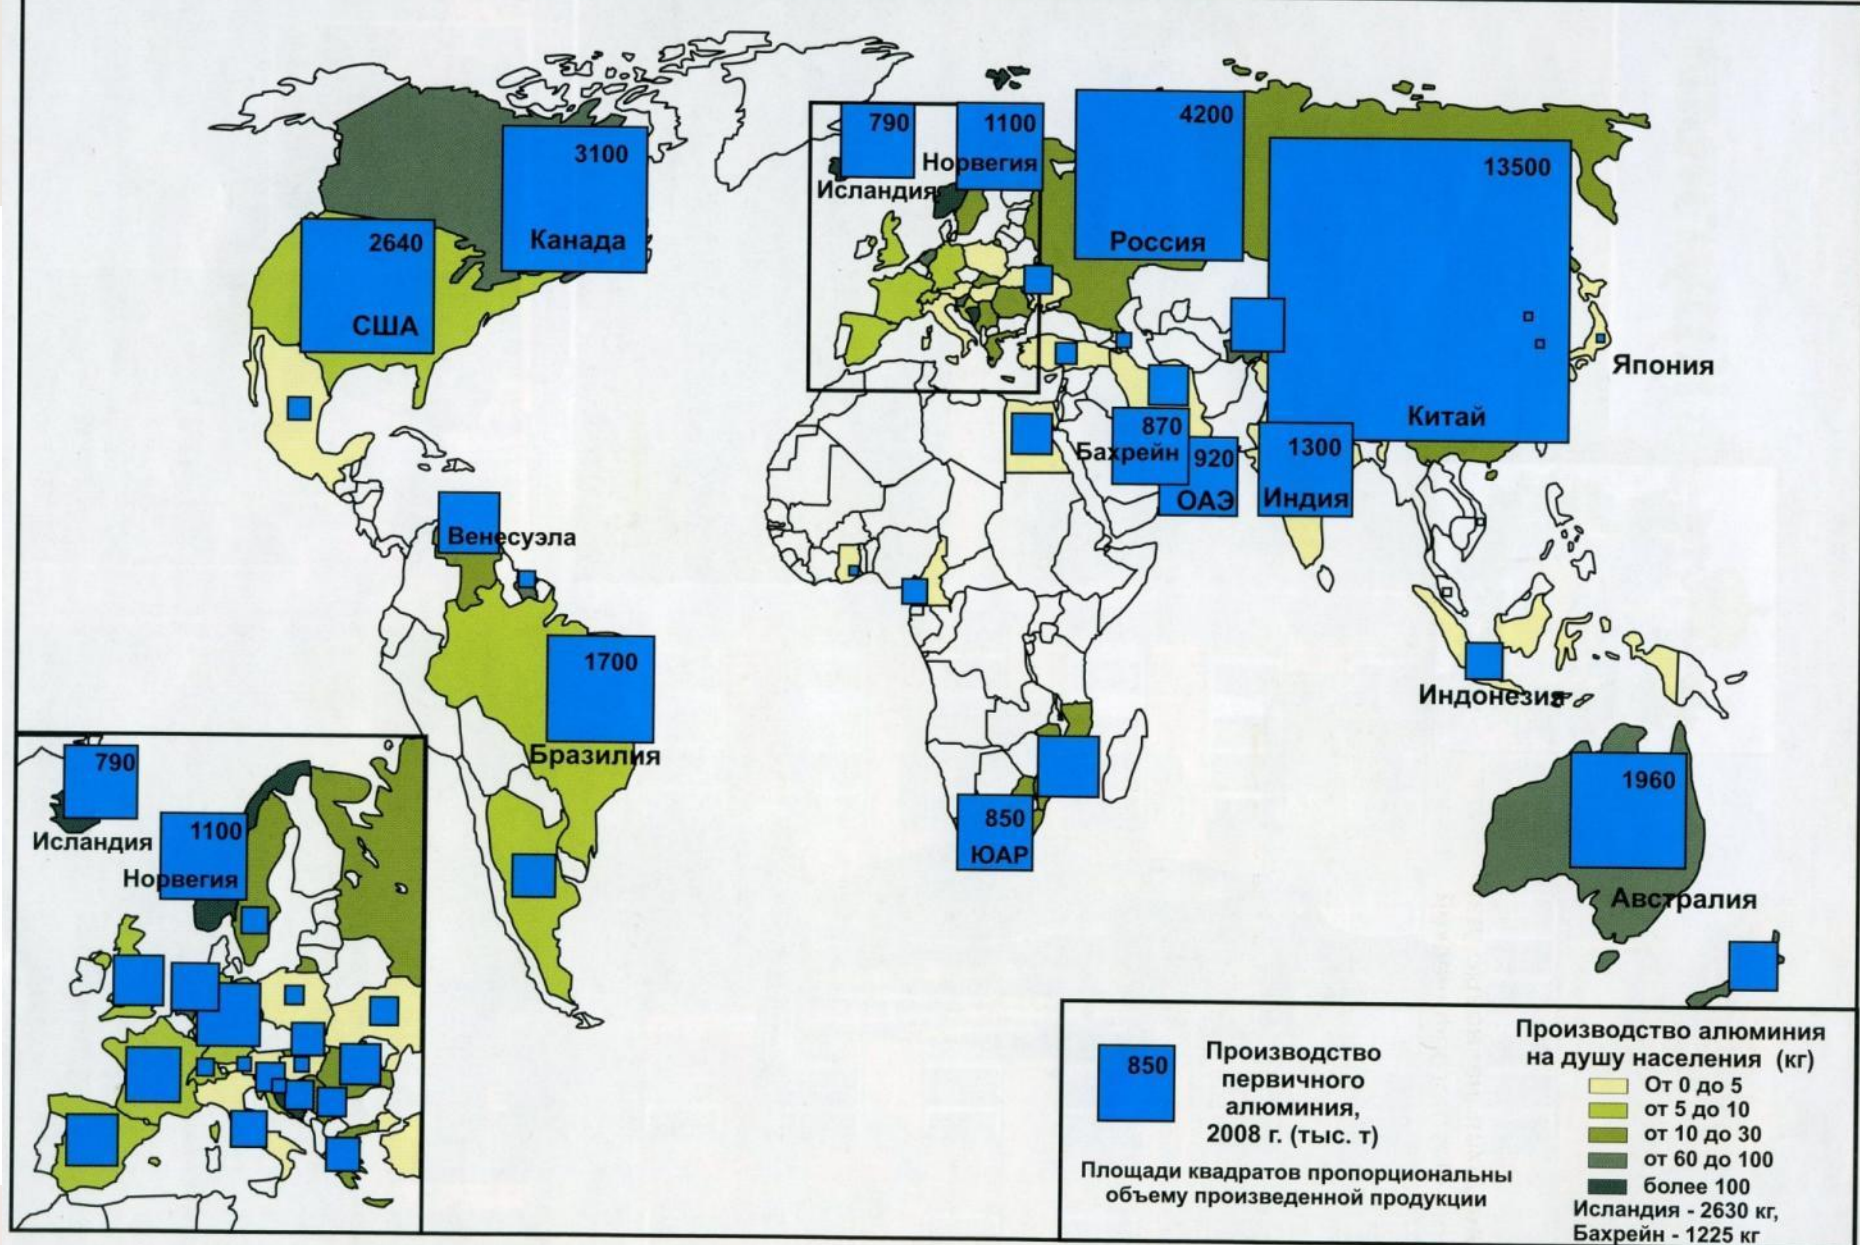 3100
Канада
2640
США
790
Исландия
1100
Норвегия
4200
Россия
13500
Китай
Япония
870
Бахрейн
920
ОАЭ
1300
Индия
Венесуэла
1700
Бразилия
Индонезия
850
ЮАР
1960
Австралия
790
Исландия
1100
Норвегия
850
Производство
первичного
алюминия,
2008 г. (тыс. т)
Площади квадратов пропорциональны
объему произведенной продукции
Производство алюминия
на душу населения (кг)
От 0 до 5
от 5 до 10
от 10 до 30
от 60 до 100
более 100
Исландия - 2630 кг,
Бахрейн - 1225 кг